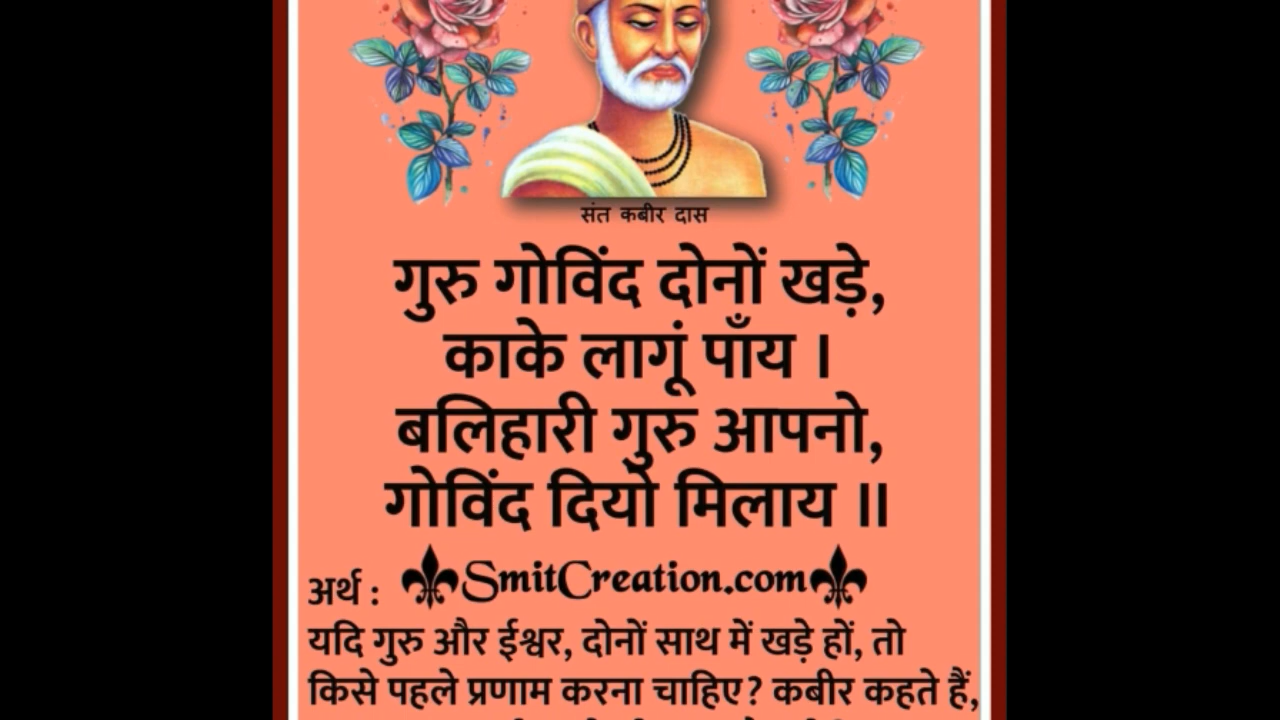 संत कबीर दास
गुरु गोविंद दोनों खड़े,
काके लागूं पाँय ।
बलिहारी गुरु आपनो,
गोविंद दियो मिलाय ॥
अर्थ : SmitCreation.com
यदि गुरु और ईश्वर, दोनों साथ में खड़े हों, तो
किसे पहले प्रणाम करना चाहिए? कबीर कहते हैं,